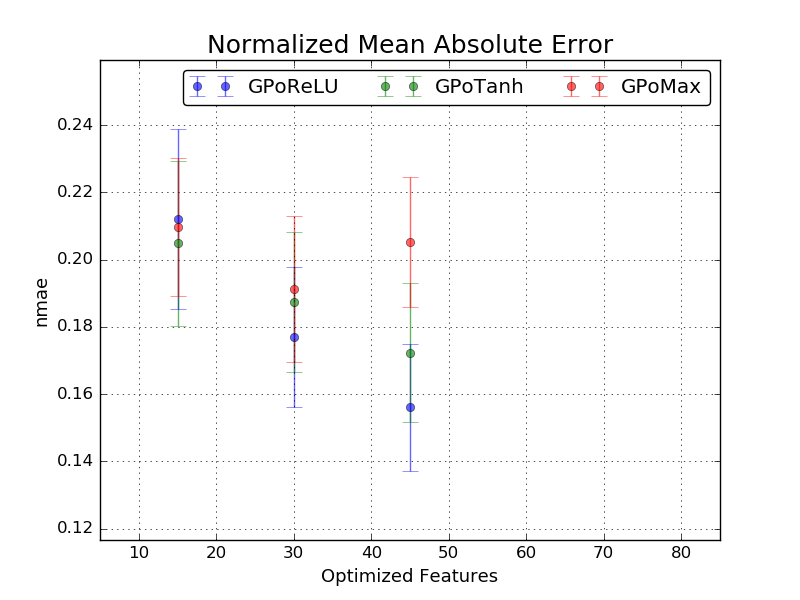 Normalized Mean Absolute Error
GPoReLU GPoTanh GPoMax
nmae
0.24
0.22
0.20
0.18
0.16
0.14
0.12
10 20 30 40 50 60 70 80
Optimized Features